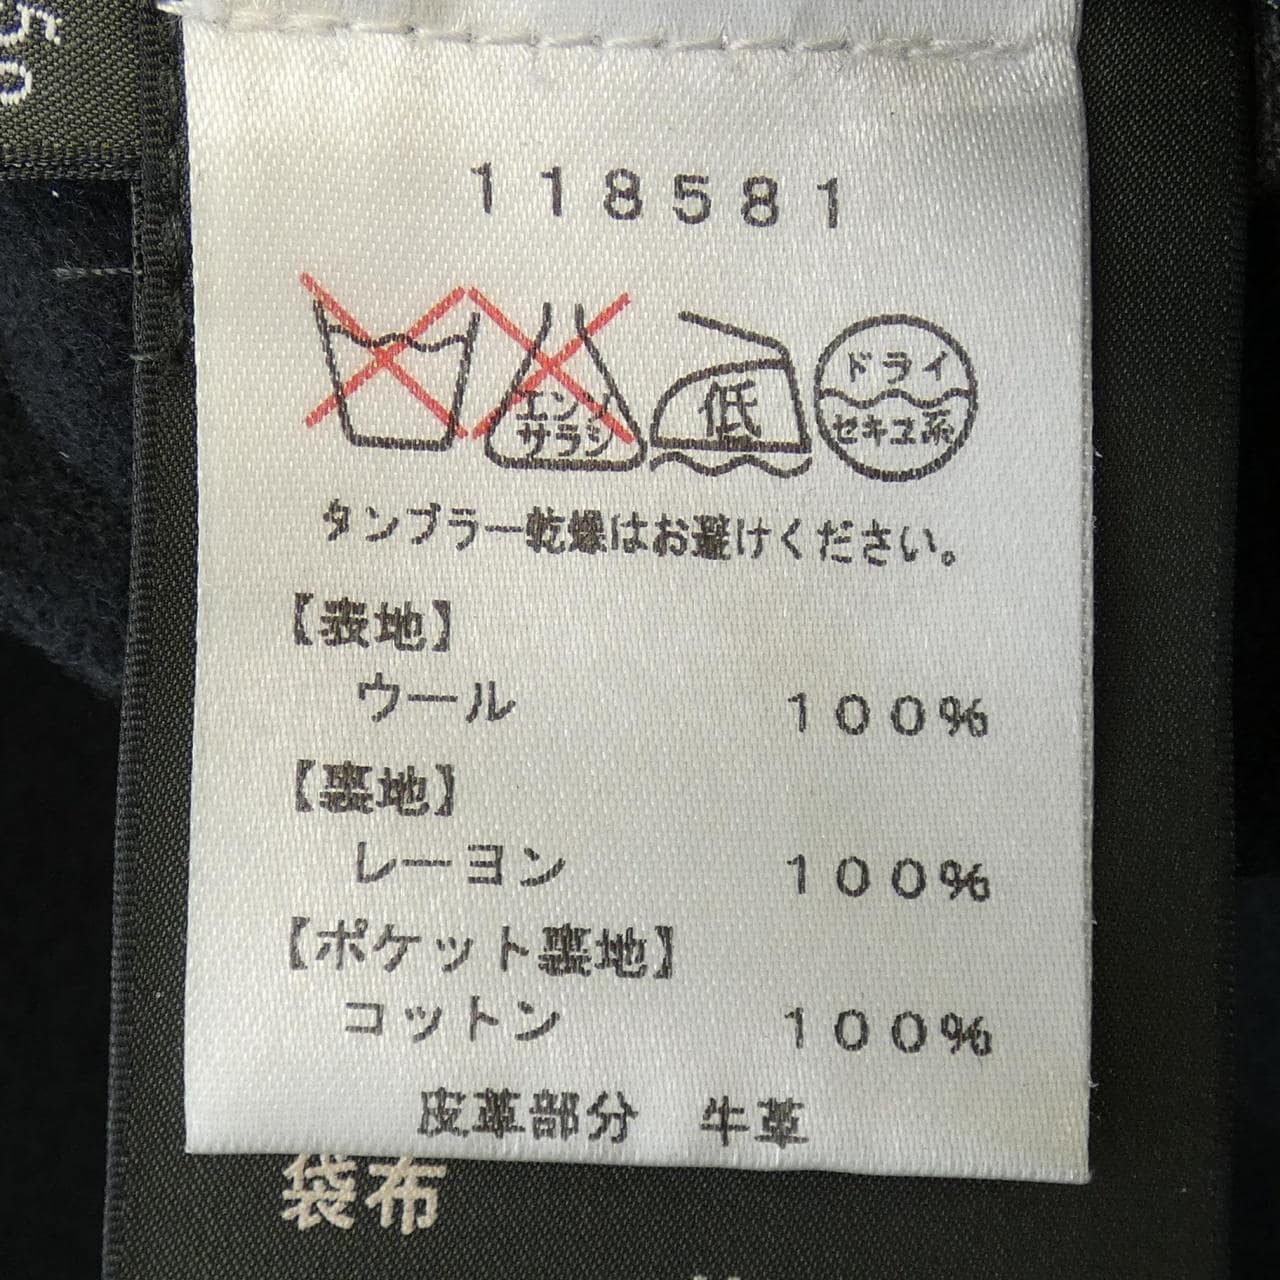 50
118581
エンソサラシ
低
ドライ
セキユ系
タンブラー乾燥はお避けください。
【表地】
ウール 100%
【裏地】
レーヨン 100%
【ポケット裏地】
コットン 100%
皮革部分 牛革
袋布